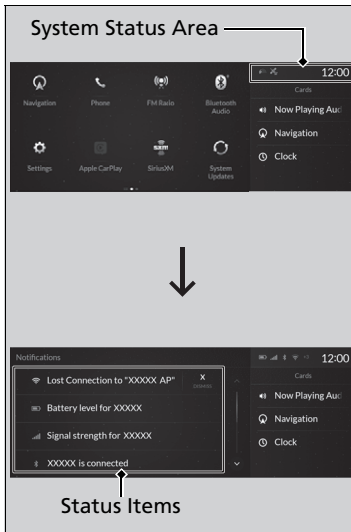 System Status Area
12:00
Navigation
Phone
FM Radio
Bluetooth
Audio
Cards
Now Playing Aud
Navigation
Clock
Settings
Apple CarPlay
SiriusXM
System
Updates
Notifications
12:00
Lost Connection to "XXXXX AP"
X
DISMISS
Battery level for XXXXX
Signal strength for XXXXX
XXXXX is connected
Cards
Now Playing Aud
Navigation
Clock
Status Items